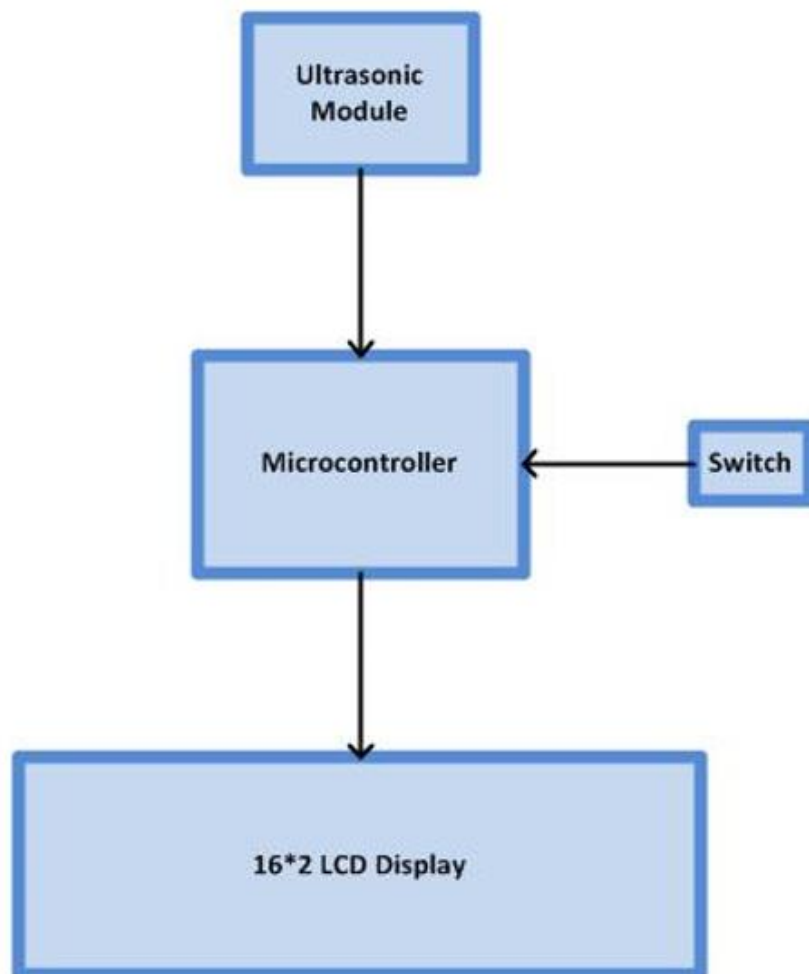 Ultrasonic
Module
Microcontroller
Switch
16*2 LCD Display